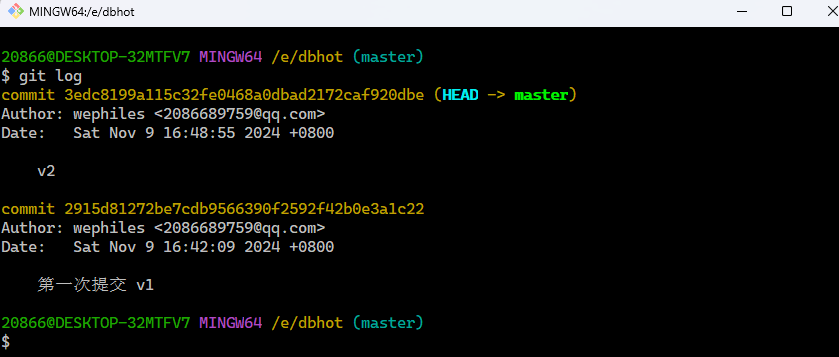 MINGW64:/e/dbhot
20866@DESKTOP-32MTFV7 MINGW64 /e/dbhot (master)
$ git log
commit 3edc8199a115c32fe0468a0dbad2172caf920dbe (HEAD -> master)
Author: wephiles <2086689759@qq.com>
Date:   Sat Nov 9 16:48:55 2024 +0800
v2
commit 2915d81272be7cdb9566390f2592f42b0e3a1c22
Author: wephiles <2086689759@qq.com>
Date:   Sat Nov 9 16:42:09 2024 +0800
第一次提交 v1
20866@DESKTOP-32MTFV7 MINGW64 /e/dbhot (master)
$